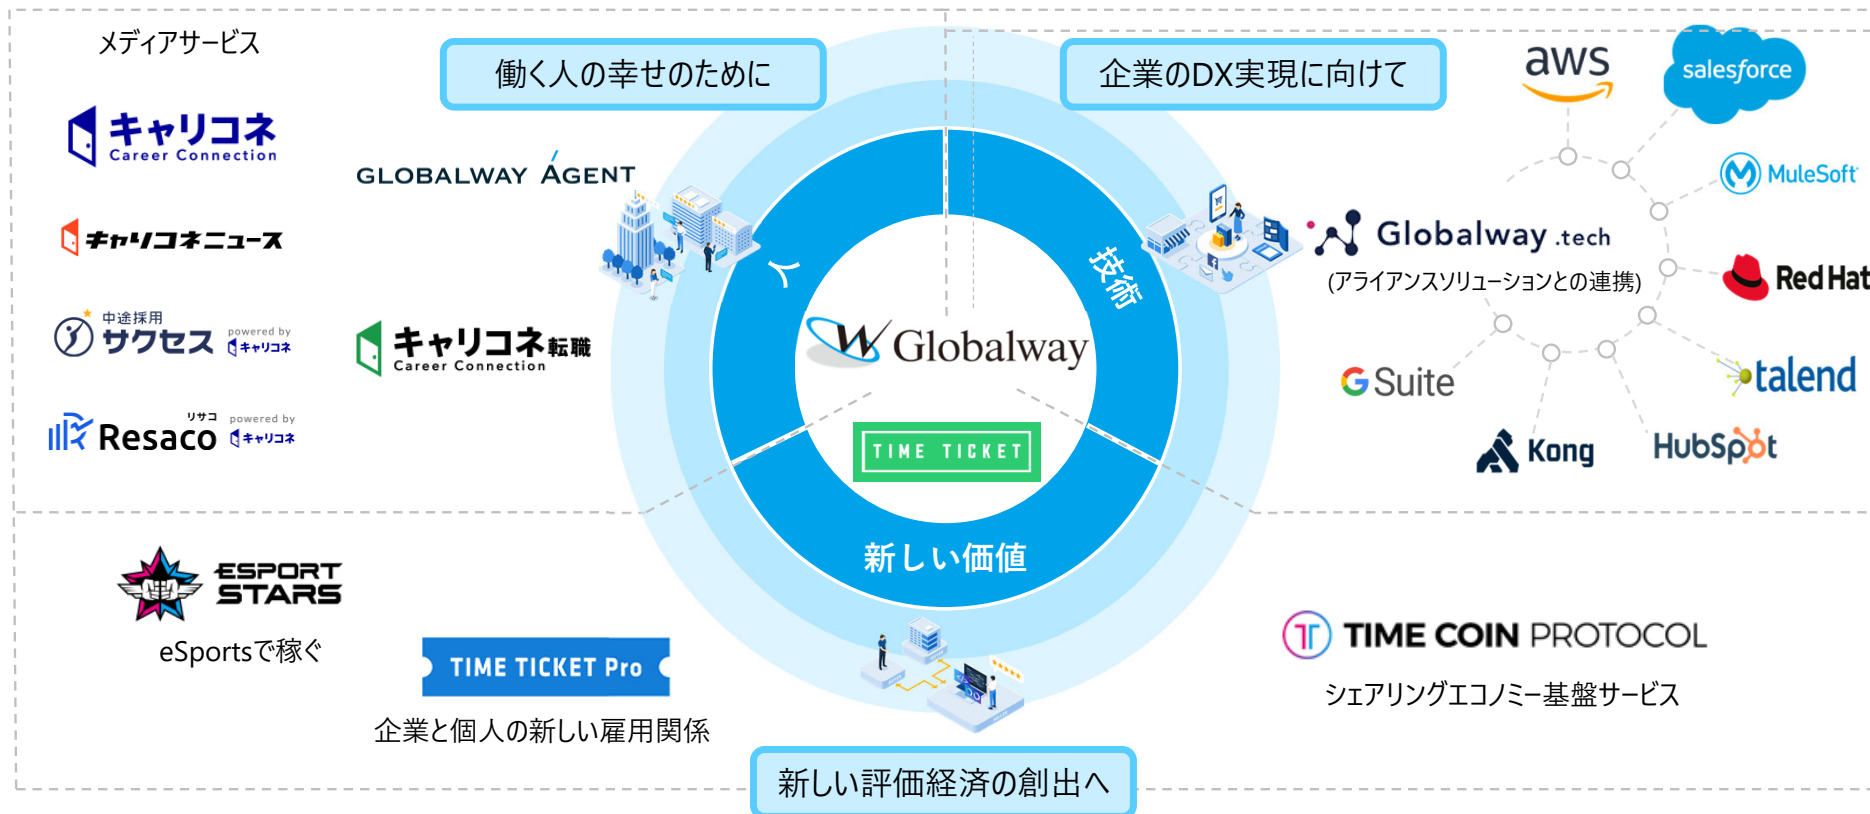 メディアサービス
キャリコネ
Career Connection
キャリコネニュース
中途採用
サクセス
powered by
キャリコネ
リサコ
Resaco
powered by
キャリコネ
働く人の幸せのために
GLOBALWAY AGENT
キャリコネ転職
Career Connection
人
技術
新しい価値
Globalway
TIME TICKET
企業のDX実現に向けて
aws
salesforce
MuleSoft
Globalway.tech
(アライアンスソリューションとの連携)
Red Hat
G Suite
talend
Kong
HubSpot
ESPORT
STARS
eSportsで稼ぐ
TIME TICKET Pro
企業と個人の新しい雇用関係
TIME COIN PROTOCOL
シェアリングエコノミー基盤サービス
新しい評価経済の創出へ